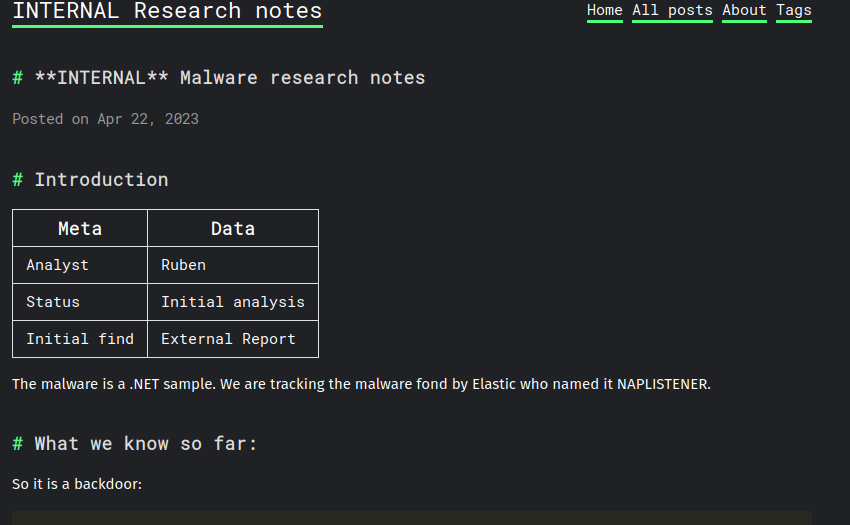 INTERNAL Research notes
Home All posts About Tags
# **INTERNAL** Malware research notes
Posted on Apr 22, 2023
# Introduction
Meta Data
Analyst Ruben
Status Initial analysis
Initial find External Report
The malware is a .NET sample. We are tracking the malware fond by Elastic who named it NAPLISTENER.
# What we know so far:
So it is a backdoor: